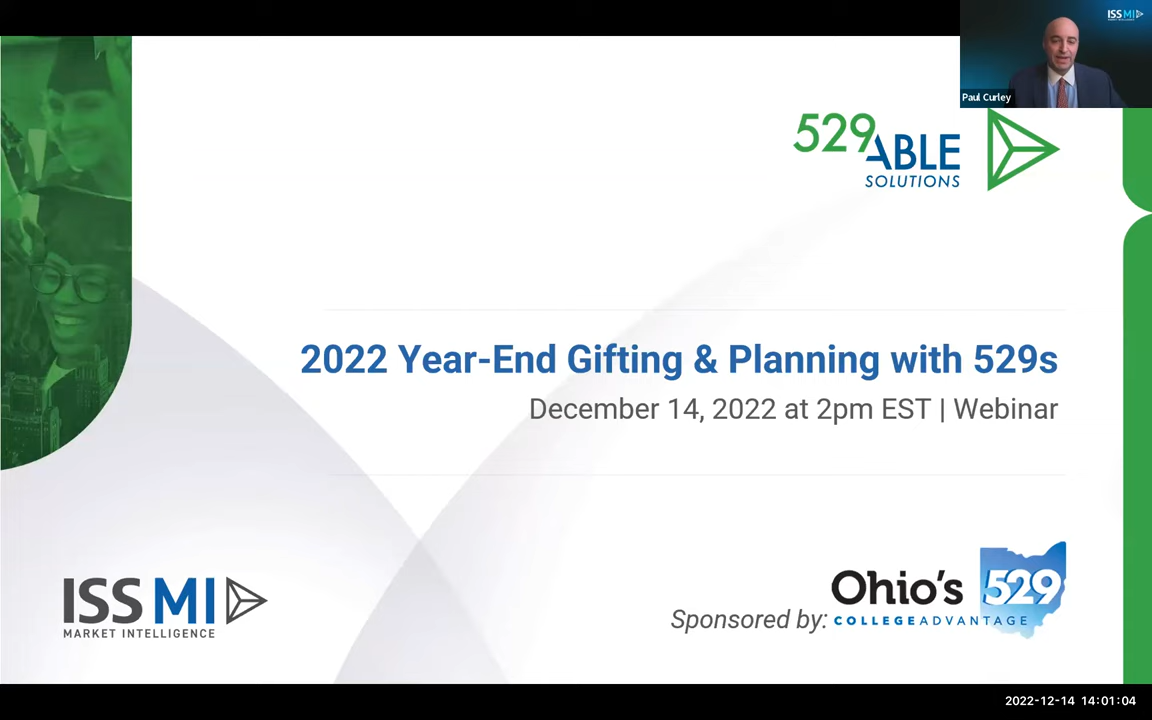 ISS MI
Paul Curley
529 ABLE
SOLUTIONS
2022 Year-End Gifting & Planning with 529s
December 14, 2022 at 2pm EST | Webinar
ISS MI
MARKET INTELLIGENCE
Sponsored by:
Ohio's 529
COLLEGEADVANTAGE
2022-12-14 14:01:04